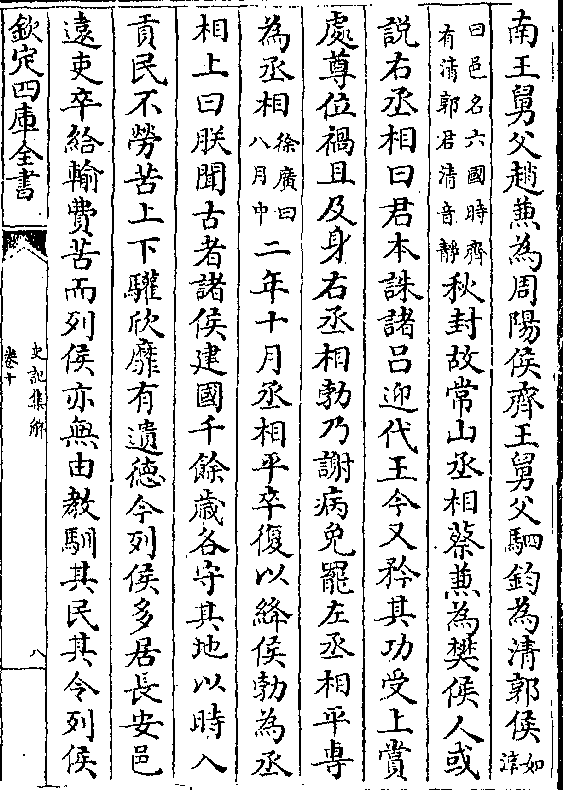 南王舅父趙蒹為周陽侯齊王舅父駟鈞為清郭侯如淳
曰邑名六國時齊
有清郭君清音靜秋封故常山丞相蔡蒹為樊侯人或
説右丞相曰君本誅諸吕迎代王今又矜其功受上賞
處尊位禍且及身右丞相勃乃謝病免罷左丞相平専
為丞相徐廣曰
八月中二年十月丞相平卒復以絳侯勃為丞
相上曰朕聞古者諸侯建國千餘歲各守其地以時入
貢民不勞苦上下驩欣靡有遺徳今列侯多居長安邑
逺吏卒給輸費苦而列侯亦無由教馴其民其令列侯
欽定四庫全書
史記集解
卷十
八